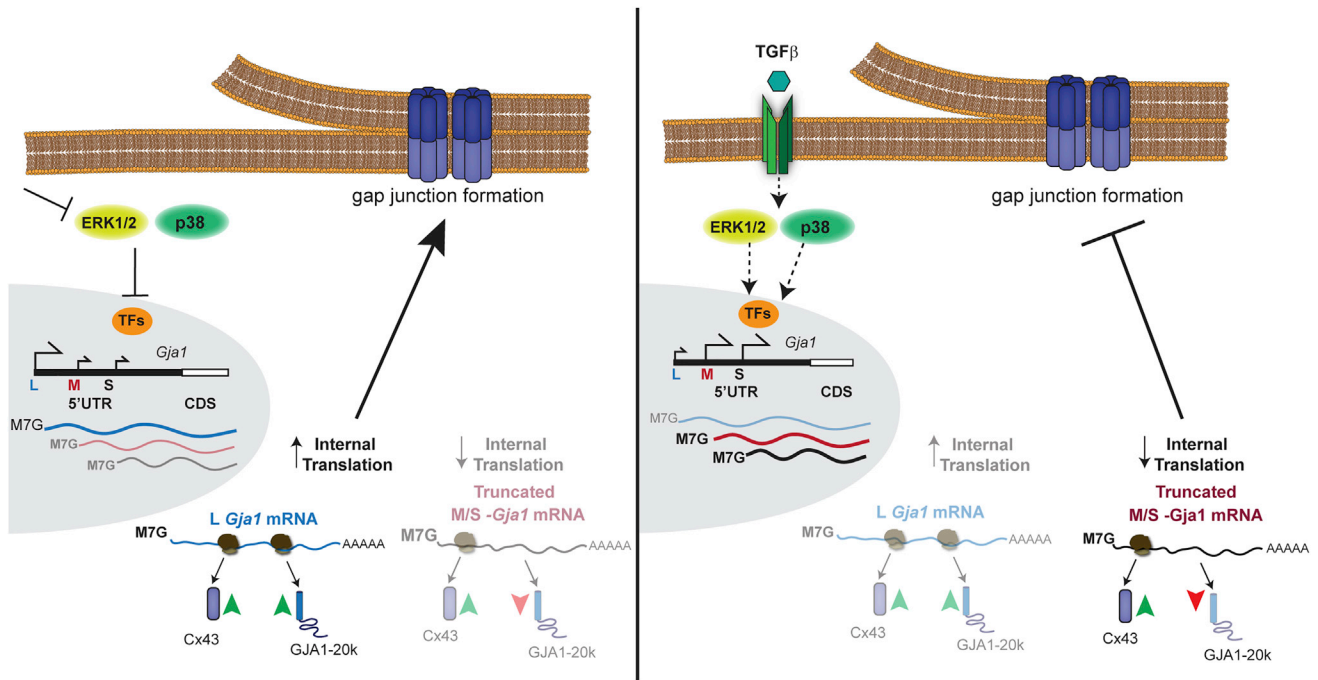 gap junction formation
ERK1/2
p38
TFs
Gja1
L
M
S
5'UTR
CDS
M7G
M7G
M7G
Internal
Translation
Internal
Translation
L Gja1 mRNA
Truncated
M/S -Gja1 mRNA
M7G
AAAAA
M7G
AAAAA
Cx43
GJA1-20k
Cx43
GJA1-20k
TGFβ
gap junction formation
ERK1/2
p38
TFs
Gja1
L
M
S
5'UTR
CDS
M7G
M7G
M7G
Internal
Translation
Internal
Translation
L Gja1 mRNA
Truncated
M/S -Gja1 mRNA
M7G
AAAAA
M7G
AAAAA
Cx43
GJA1-20k
Cx43
GJA1-20k